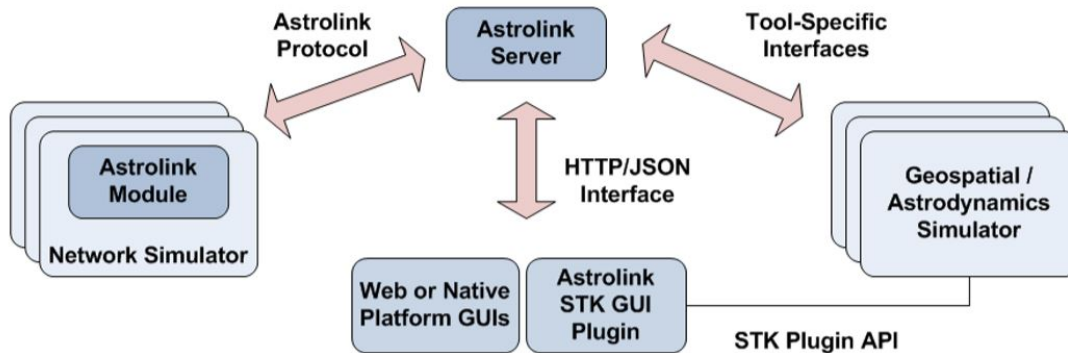 Astrolink
Protocol
Astrolink
Server
Tool-Specific
Interfaces
Astrolink
Module
Network Simulator
HTTP/JSON
Interface
Geospatial /
Astrodynamics
Simulator
Web or Native
Platform GUIs
Astrolink
STK GUI
Plugin
STK Plugin API